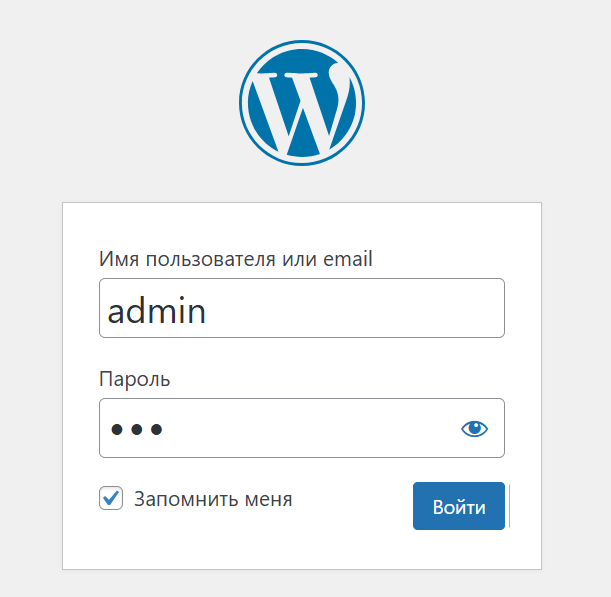 Имя пользователя или email
admin
Пароль
•••
Запомнить меня
Войти